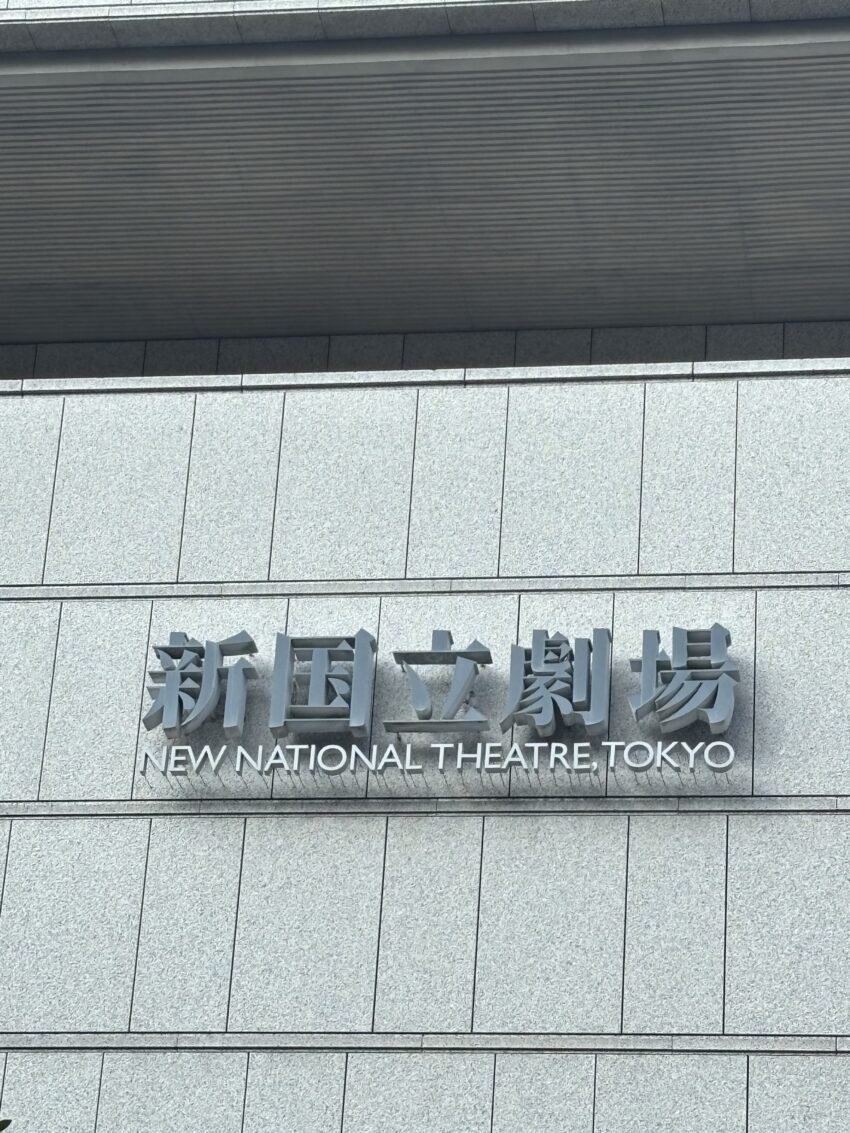 新国立劇場
NEW NATIONAL THEATRE, TOKYO